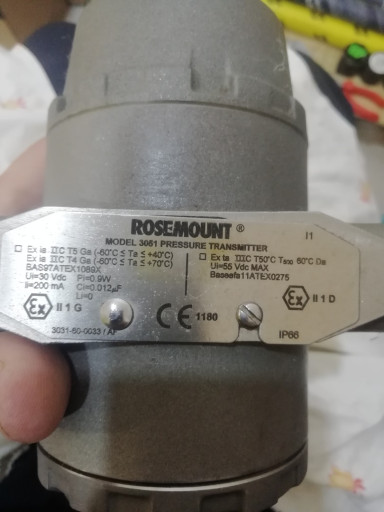 ROSEMOUNT ®
MODEL 3051 PRESSURE TRANSMITTER
I1
Ex ia IIC T5 Ga (-60°C ≤ Ta ≤ +40°C)
Ex ia IIC T4 Ga (-60°C ≤ Ta ≤ +70°C)
BAS97ATEX1089X
Ui=30 Vdc Pi=0.9W
Ii=200 mA Ci=0.012µF
Li=0
Ex II 1 G
3031-60-0033 / A
Ex ta IIIC T50°C T500 60°C Da
Ui=55 Vdc MAX
Baseefa11ATEX0275
CE 1180
Ex II 1 D
IP66